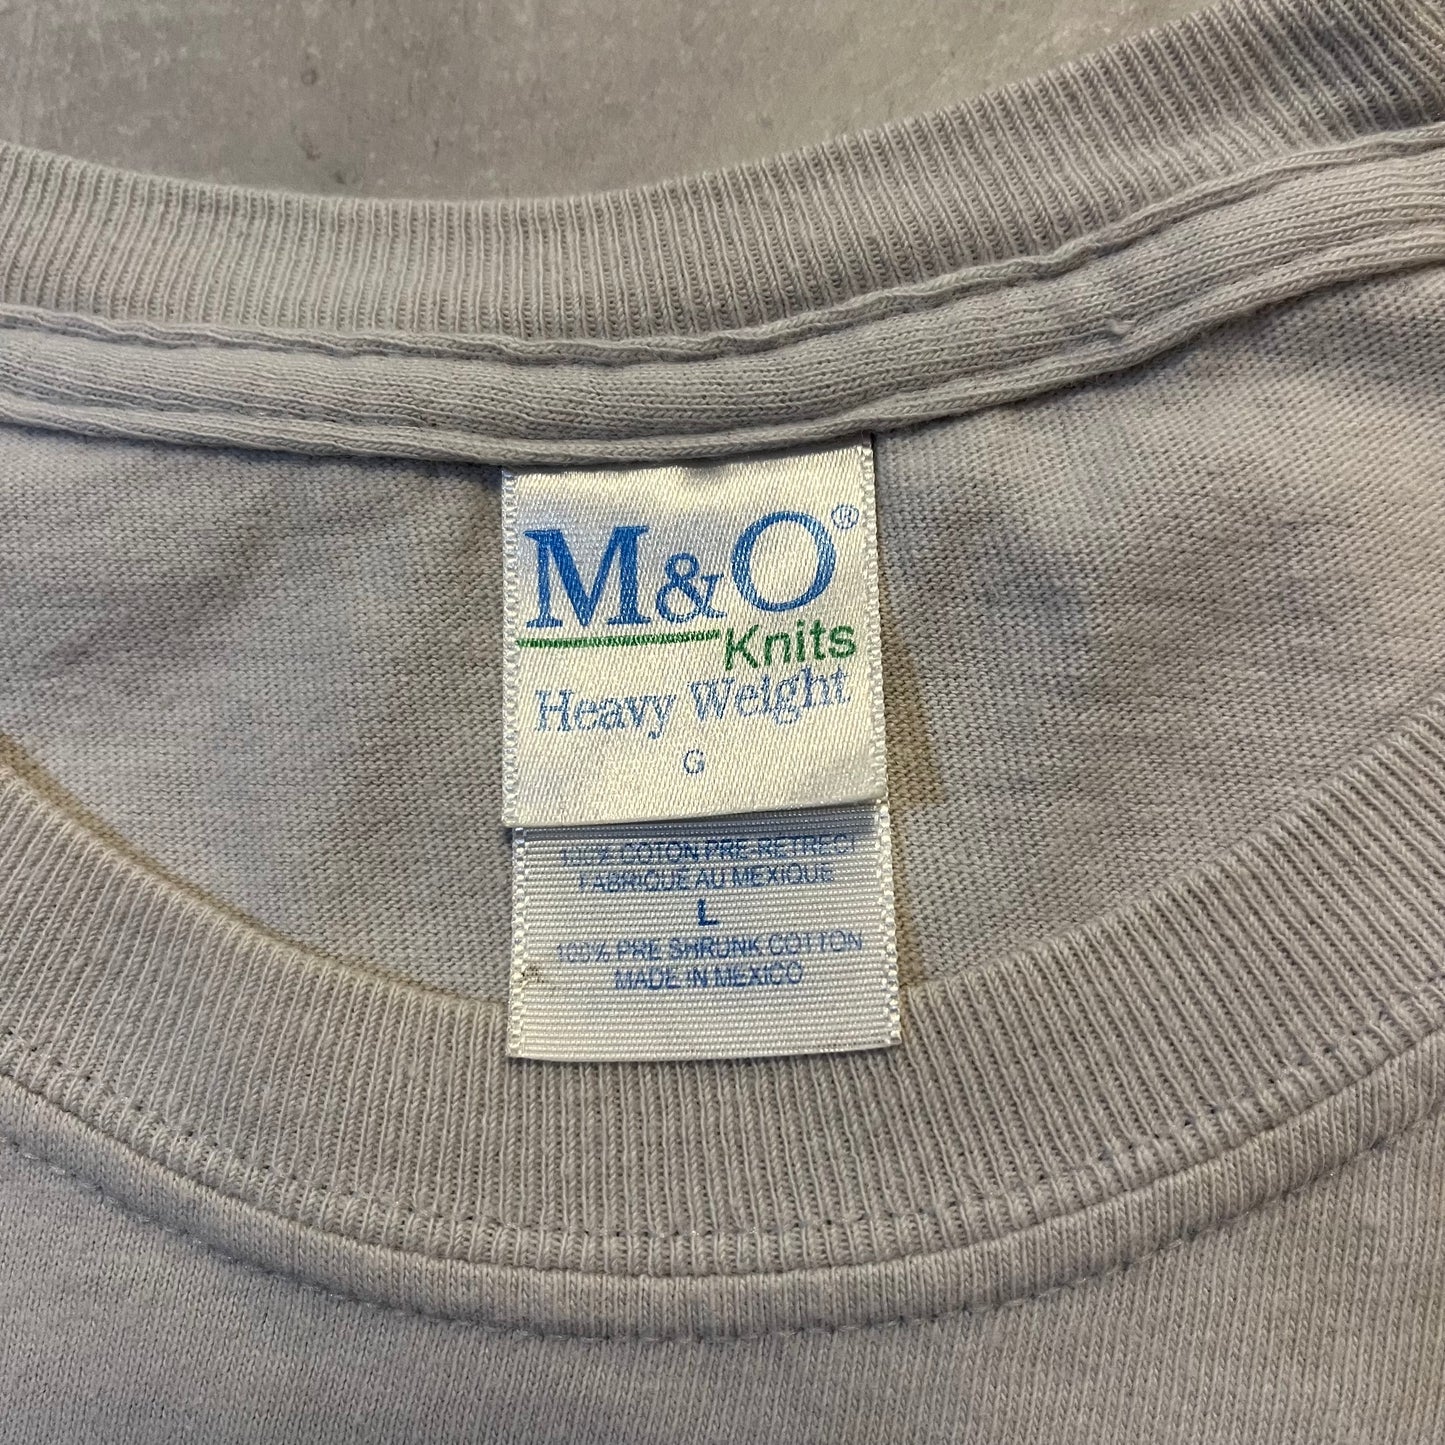 M&O®
Knits
Heavy Weight
G
100% COTON PRE-RETRECI
FABRIQUE AU MEXIQUE
L
100% PRE SHRUNK COTTON
MADE IN MEXICO